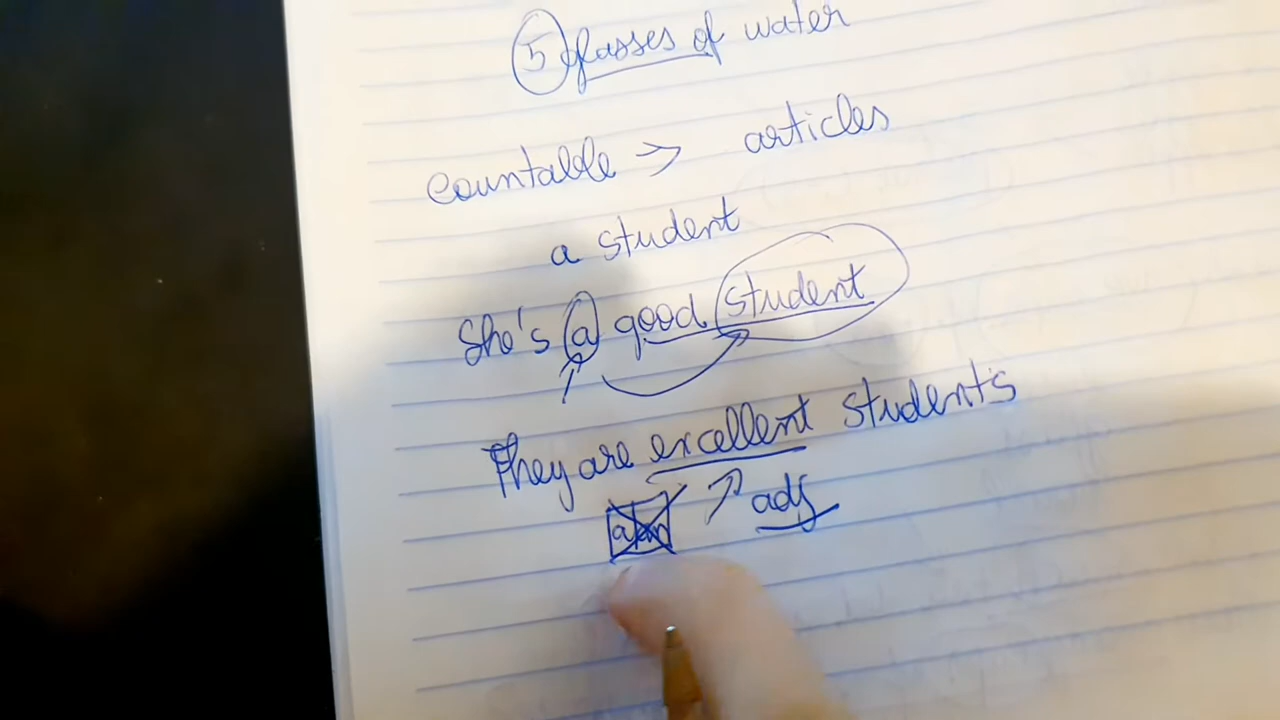 5 glasses of water
countable → articles
a student
She's a good student
They are excellent students
a/an ↗ adj